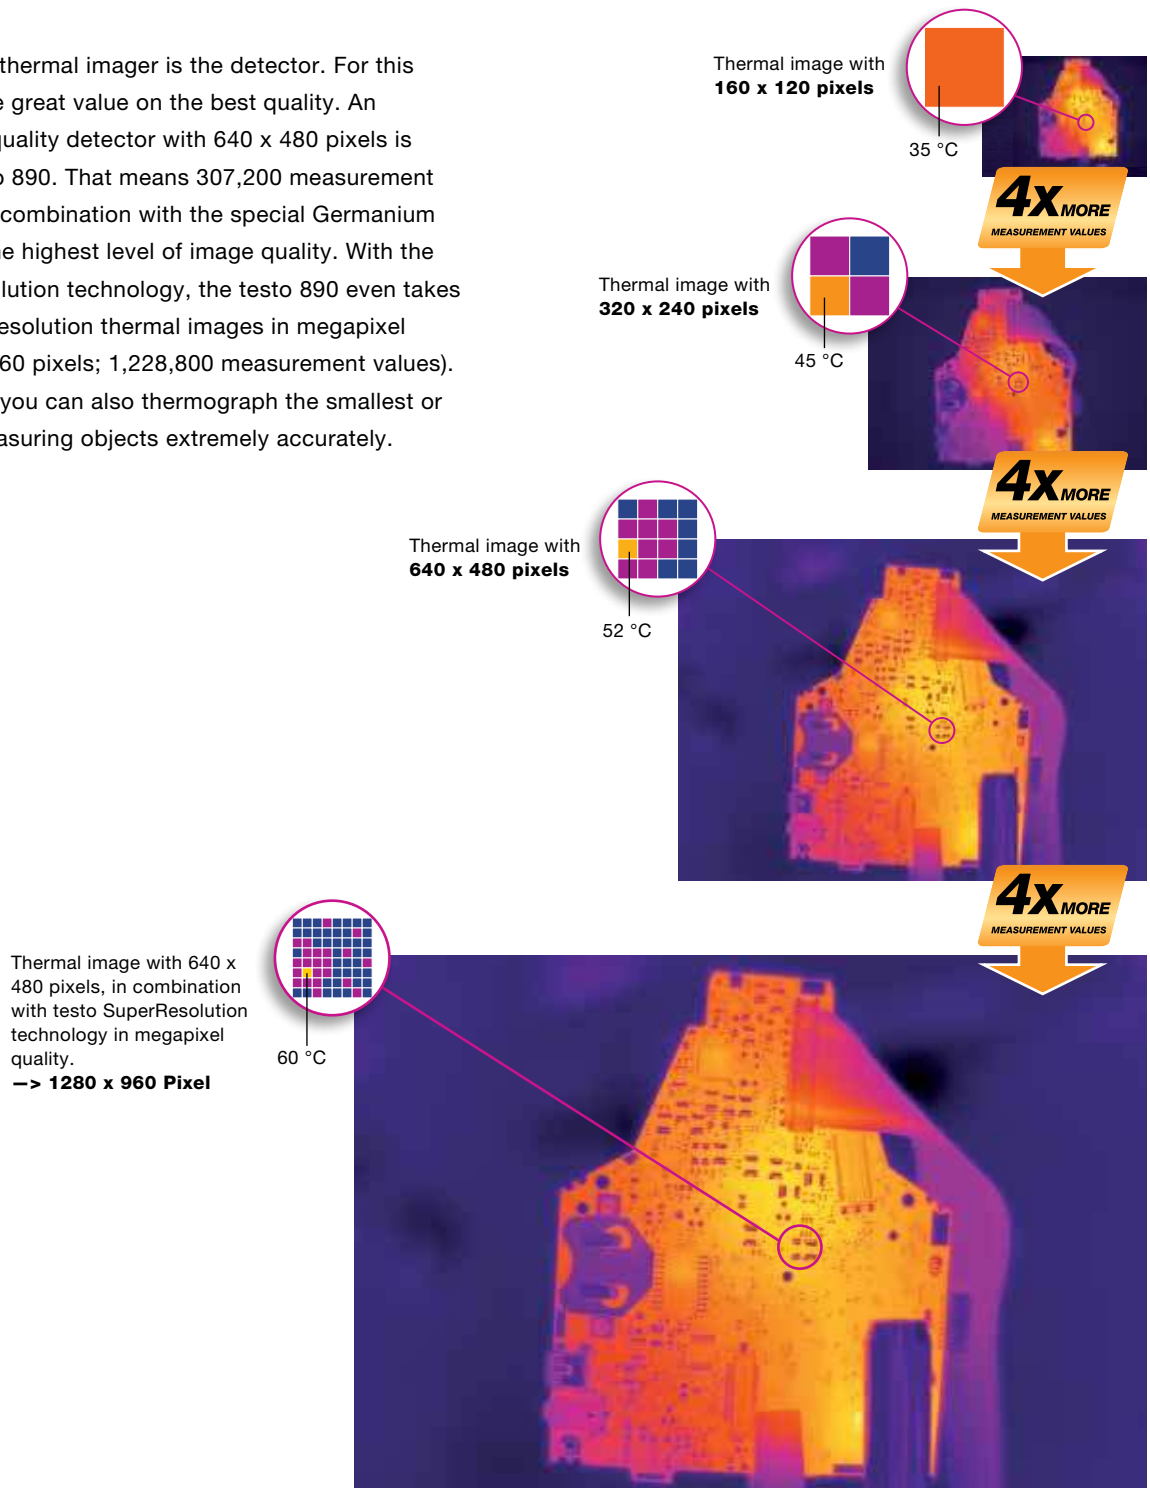 thermal imager is the detector. For this
great value on the best quality. An
detector with 640 x 480 pixels is
890. That means 307,200 measurement
combination with the special Germanium
highest level of image quality. With the
technology, the testo 890 even takes
thermal images in megapixel
60 pixels; 1,228,800 measurement values).
you can also thermograph the smallest or
objects extremely accurately.
Thermal image with
160 x 120 pixels
35 °C
4x MORE
MEASUREMENT VALUES
Thermal image with
320 x 240 pixels
45 °C
4x MORE
MEASUREMENT VALUES
Thermal image with
640 x 480 pixels
52 °C
4x MORE
MEASUREMENT VALUES
Thermal image with 640 x
480 pixels, in combination
with testo SuperResolution
technology in megapixel
quality.
—> 1280 x 960 Pixel
60 °C